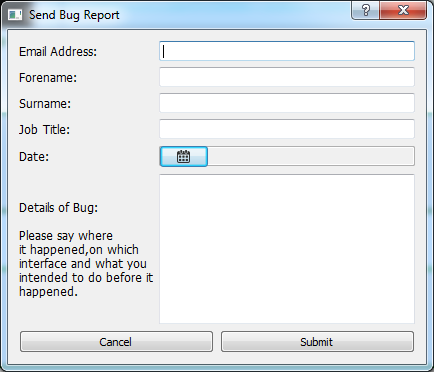 Send Bug Report
Email Address:
Forename:
Surname:
Job Title:
Date:
Details of Bug:
Please say where
it happened,on which
interface and what you
intended to do before it
happened.
Cancel
Submit